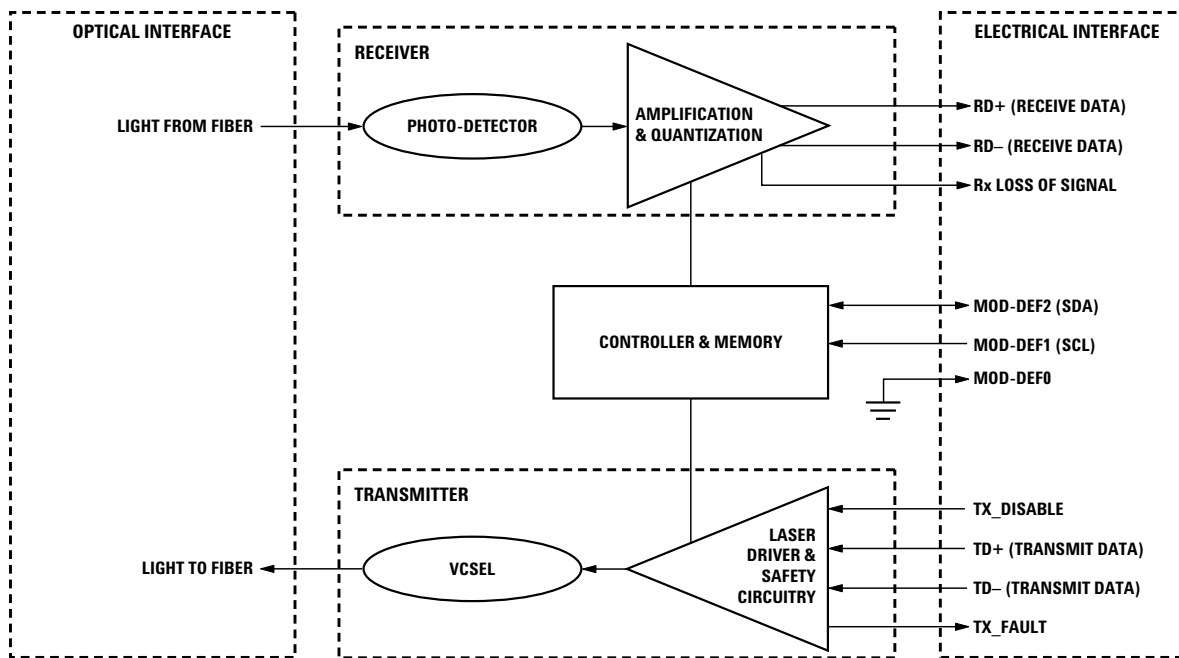 OPTICAL INTERFACE
LIGHT FROM FIBER
LIGHT TO FIBER
RECEIVER
PHOTO-DETECTOR
AMPLIFICATION
& QUANTIZATION
CONTROLLER & MEMORY
TRANSMITTER
VCSEL
LASER
DRIVER &
SAFETY
CIRCUITRY
ELECTRICAL INTERFACE
RD+ (RECEIVE DATA)
RD– (RECEIVE DATA)
Rx LOSS OF SIGNAL
MOD-DEF2 (SDA)
MOD-DEF1 (SCL)
MOD-DEF0
TX_DISABLE
TD+ (TRANSMIT DATA)
TD– (TRANSMIT DATA)
TX_FAULT